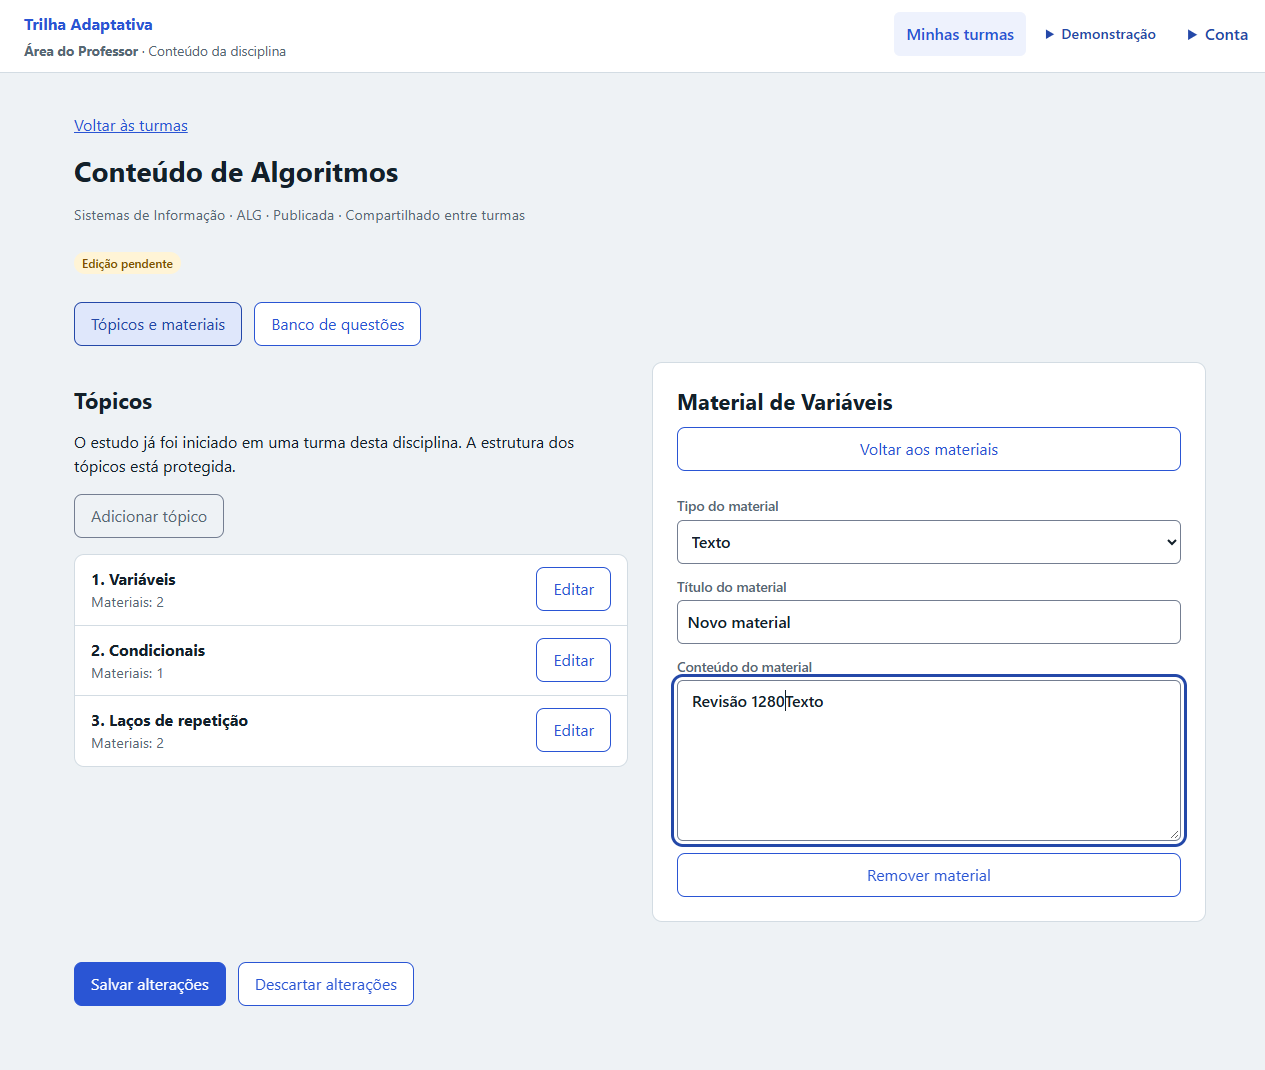 Trilha Adaptativa
Área do Professor · Conteúdo da disciplina
Minhas turmas
Demonstração
Conta
Voltar às turmas
Conteúdo de Algoritmos
Sistemas de Informação · ALG · Publicada · Compartilhado entre turmas
Edição pendente
Tópicos e materiais
Banco de questões
Tópicos
O estudo já foi iniciado em uma turma desta disciplina. A estrutura dos
tópicos está protegida.
Adicionar tópico
1. Variáveis
Materiais: 2
Editar
2. Condicionais
Materiais: 1
Editar
3. Laços de repetição
Materiais: 2
Editar
Material de Variáveis
Voltar aos materiais
Tipo do material
Texto
Título do material
Novo material
Conteúdo do material
Revisão 1280Texto
Remover material
Salvar alterações
Descartar alterações